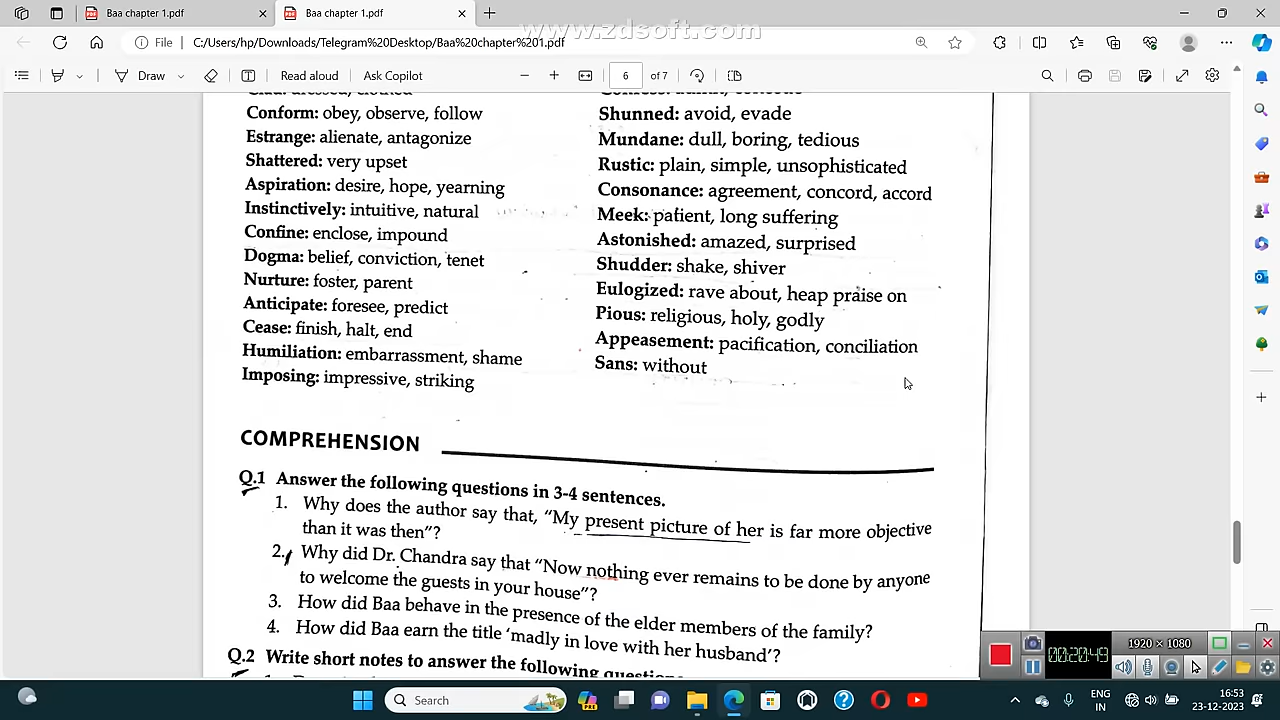 Baa chapter 1.pdf
Baa chapter 1.pdf
www.zdsoft.com
File
C:/Users/hp/Downloads/Telegram%20Desktop/Baa%20chapter%201.pdf
Draw
Read aloud
Ask Copilot
6
of 7
Conform: obey, observe, follow
Estrange: alienate, antagonize
Shattered: very upset
Aspiration: desire, hope, yearning
Instinctively: intuitive, natural
Confine: enclose, impound
Dogma: belief, conviction, tenet
Nurture: foster, parent
Anticipate: foresee, predict
Cease: finish, halt, end
Humiliation: embarrassment, shame
Imposing: impressive, striking
Shunned: avoid, evade
Mundane: dull, boring, tedious
Rustic: plain, simple, unsophisticated
Consonance: agreement, concord, accord
Meek: patient, long suffering
Astonished: amazed, surprised
Shudder: shake, shiver
Eulogized: rave about, heap praise on
Pious: religious, holy, godly
Appeasement: pacification, conciliation
Sans: without
COMPREHENSION
Q.1 Answer the following questions in 3-4 sentences.
1. Why does the author say that, "My present picture of her is far more objective
than it was then"?
2. Why did Dr. Chandra say that "Now nothing ever remains to be done by anyone
to welcome the guests in your house"?
3. How did Baa behave in the presence of the elder members of the family?
4. How did Baa earn the title 'madly in love with her husband'?
Q.2 Write short notes to answer the following
1920 × 1080
00:20:49
Search
ENG
IN
16:53
23-12-2023